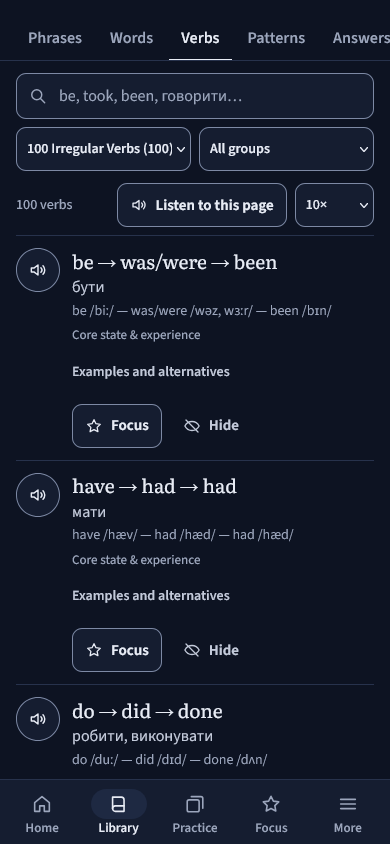 Phrases Words Verbs Patterns Answers
be, took, been, говорити…
100 Irregular Verbs (100) All groups
100 verbs Listen to this page 10×
be → was/were → been
бути
be /biː/ — was/were /wəz, wɜːr/ — been /bɪn/
Core state & experience
Examples and alternatives
Focus Hide
have → had → had
мати
have /hæv/ — had /hæd/ — had /hæd/
Core state & experience
Examples and alternatives
Focus Hide
do → did → done
робити, виконувати
do /duː/ — did /dɪd/ — done /dʌn/
Home Library Practice Focus More